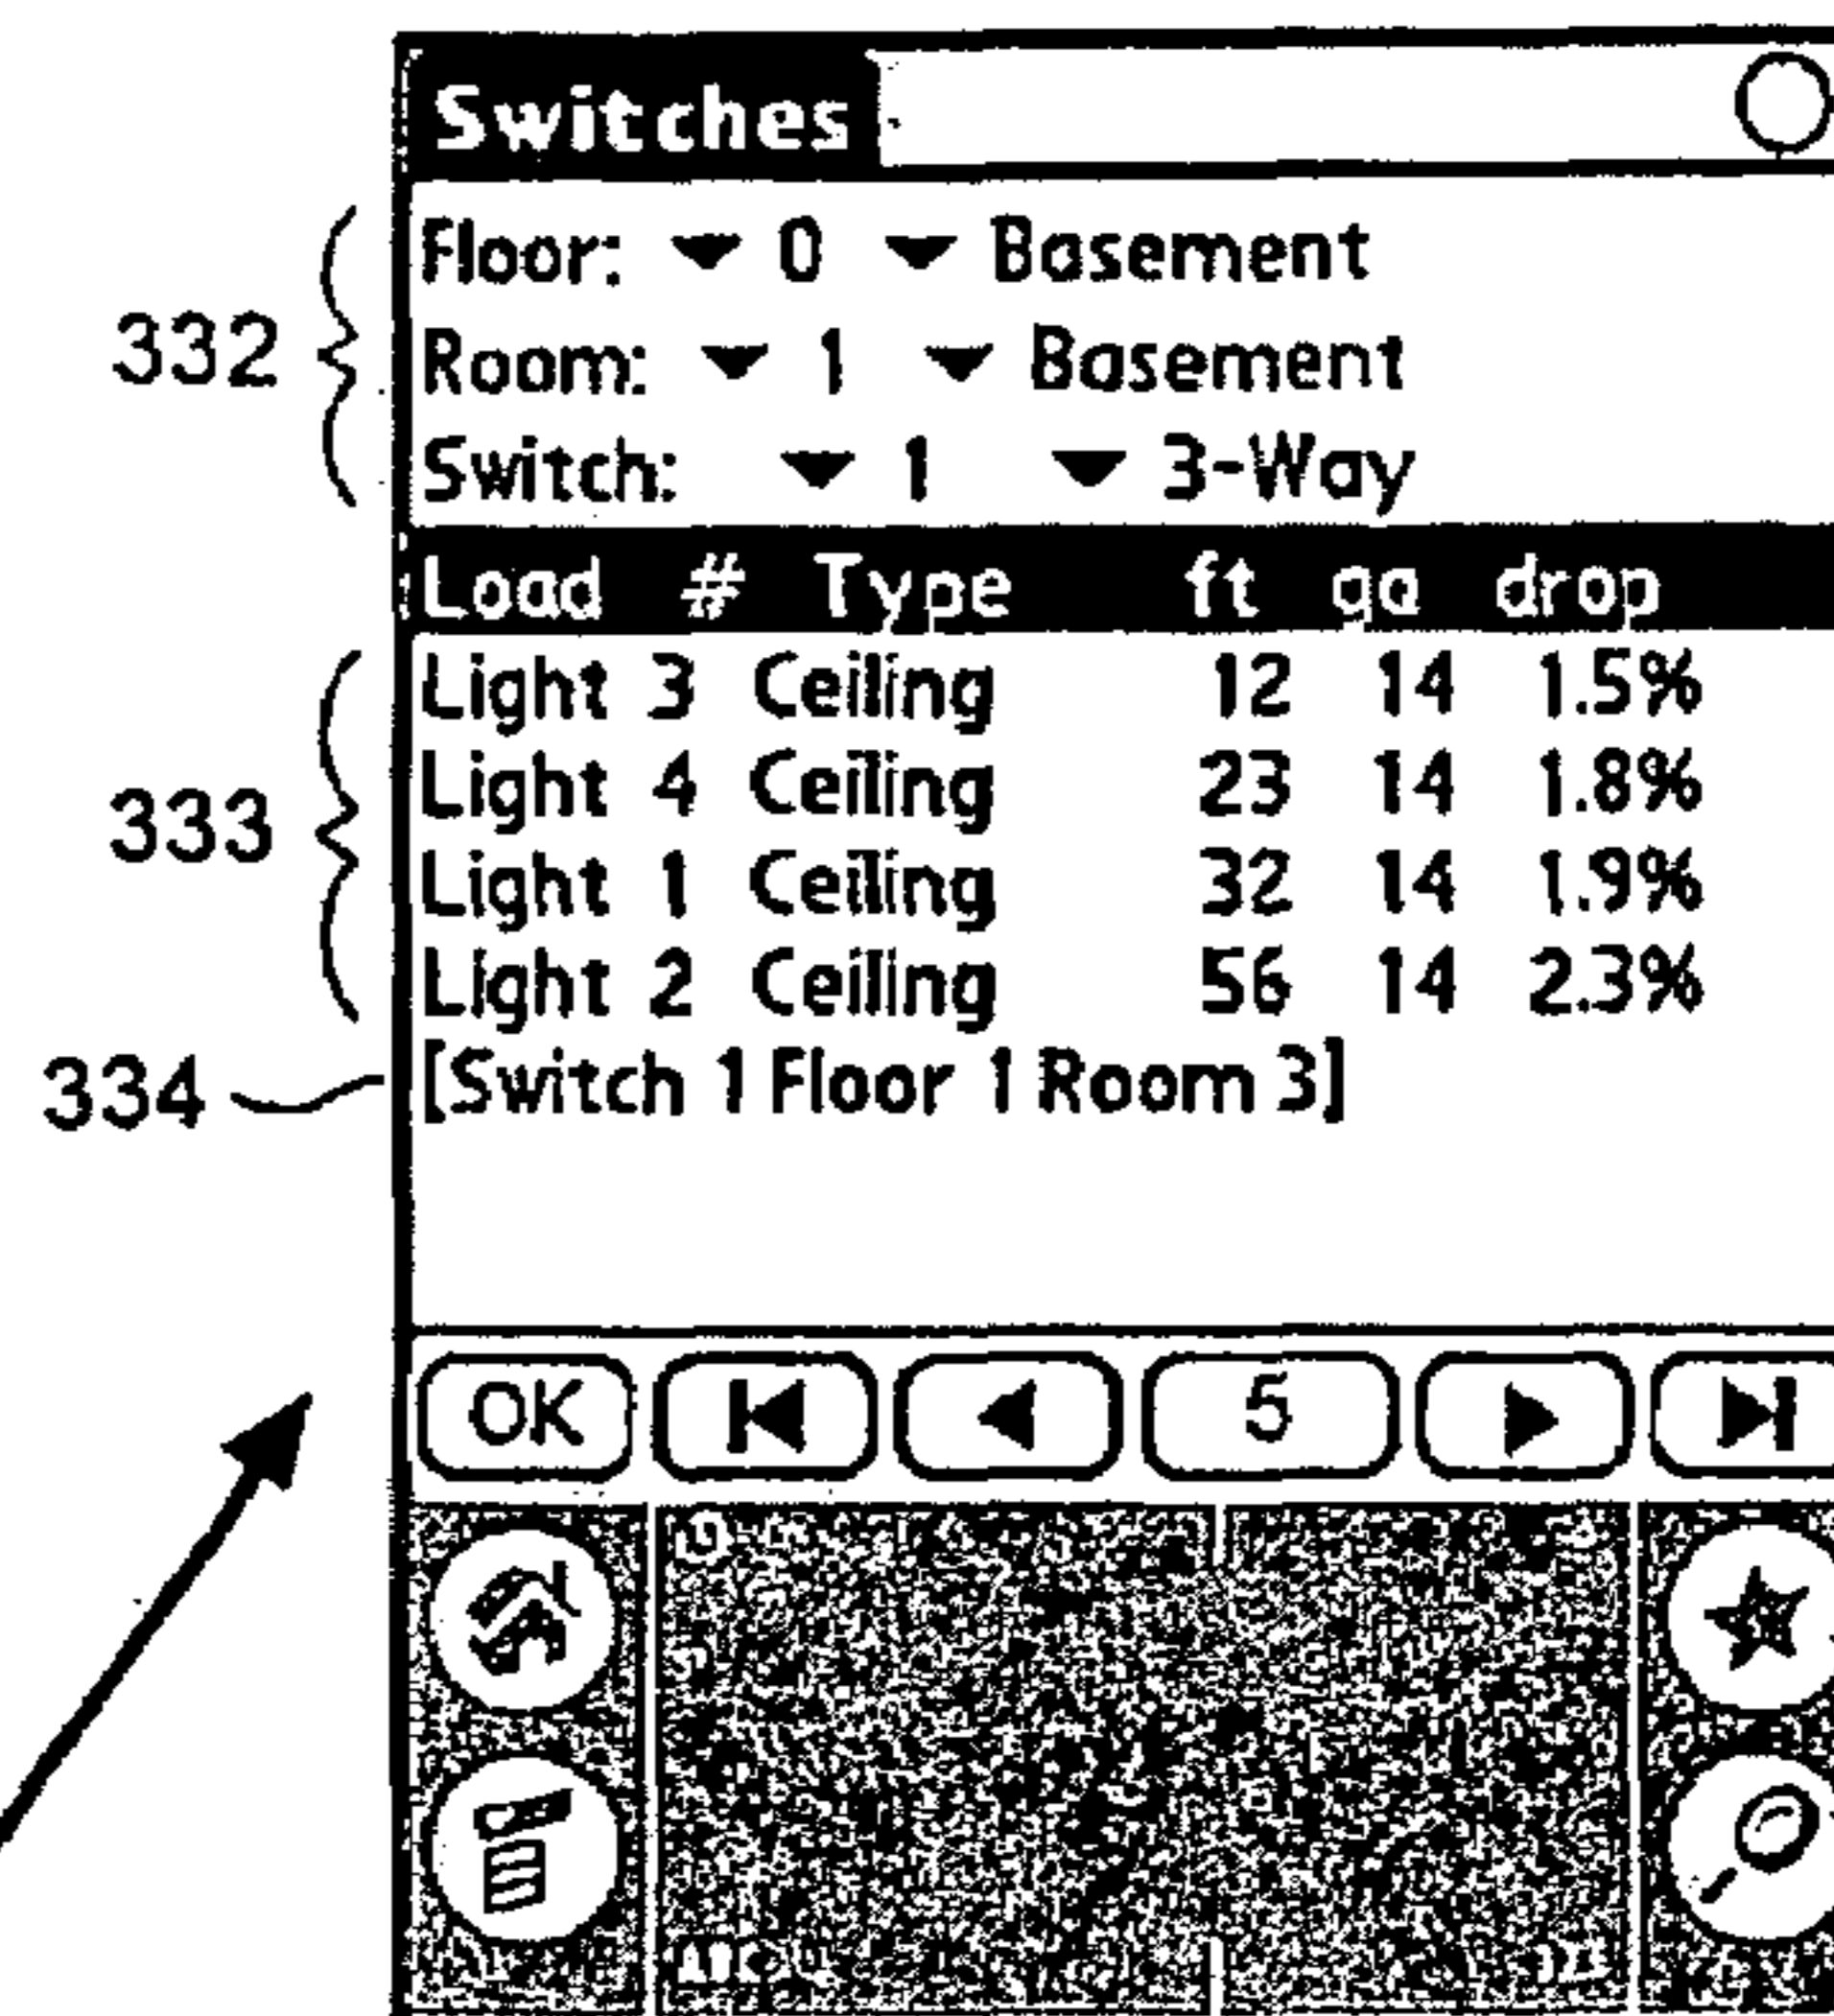 Switches
Floor: 0 Basement
332
Room: 1 Basement
Switch: 1 3-Way
Load # Type ft ga drop
Light 3 Ceiling 12 14 1.5%
Light 4 Ceiling 23 14 1.8%
333
Light 1 Ceiling 32 14 1.9%
Light 2 Ceiling 56 14 2.3%
334
[Switch 1 Floor 1 Room 3]
OK 5